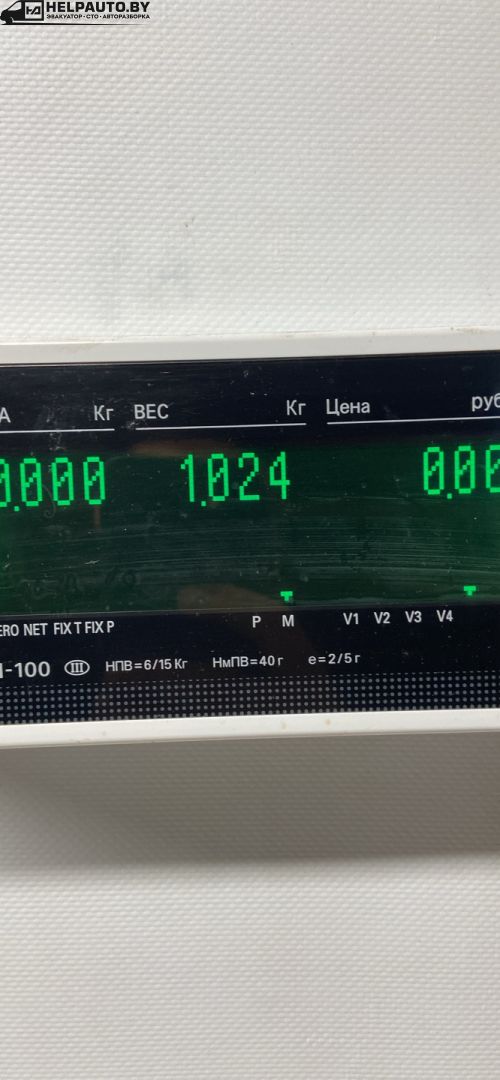 HELPAUTO.BY
ЭВАКУАТОР • СТО • АВТОРАЗБОРКА
А Кг ВЕС Кг Цена руб
0.000 1.024 0.00
ERO NET FIX T FIX P P M V1 V2 V3 V4
-100 III НПВ=6/15 Кг НмПВ=40 г e=2/5 г